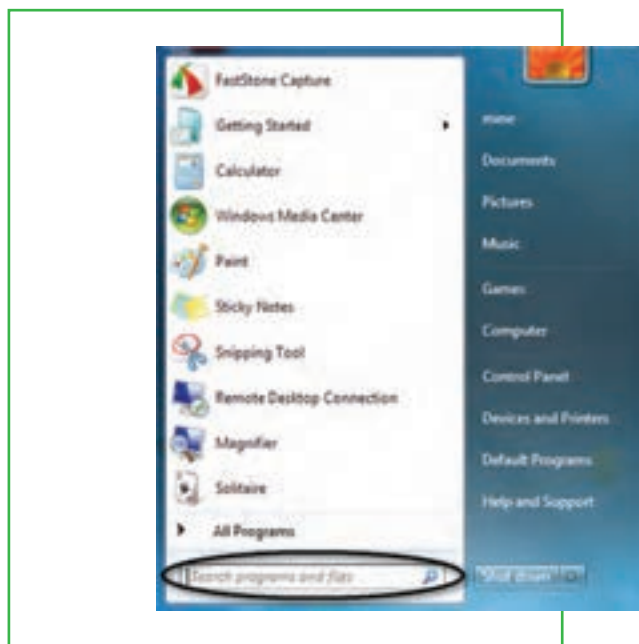 FastStone Capture
Getting Started
Calculator
Windows Media Center
Paint
Sticky Notes
Snipping Tool
Remote Desktop Connection
Magnifier
Solitaire
All Programs
Search programs and files
mine
Documents
Pictures
Music
Games
Computer
Control Panel
Devices and Printers
Default Programs
Help and Support
Shut down